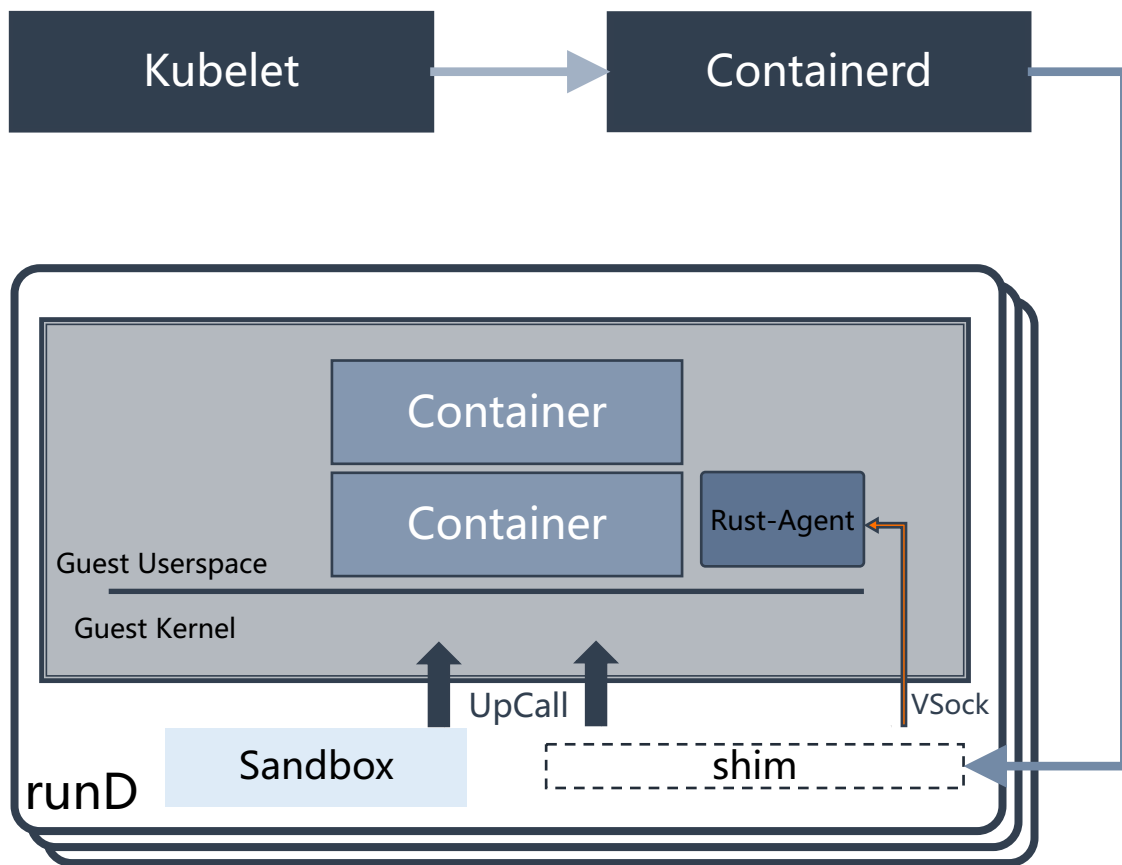 Kubelet
Containerd
Container
Container
Rust-Agent
Guest Userspace
Guest Kernel
UpCall
VSock
Sandbox
shim
runD